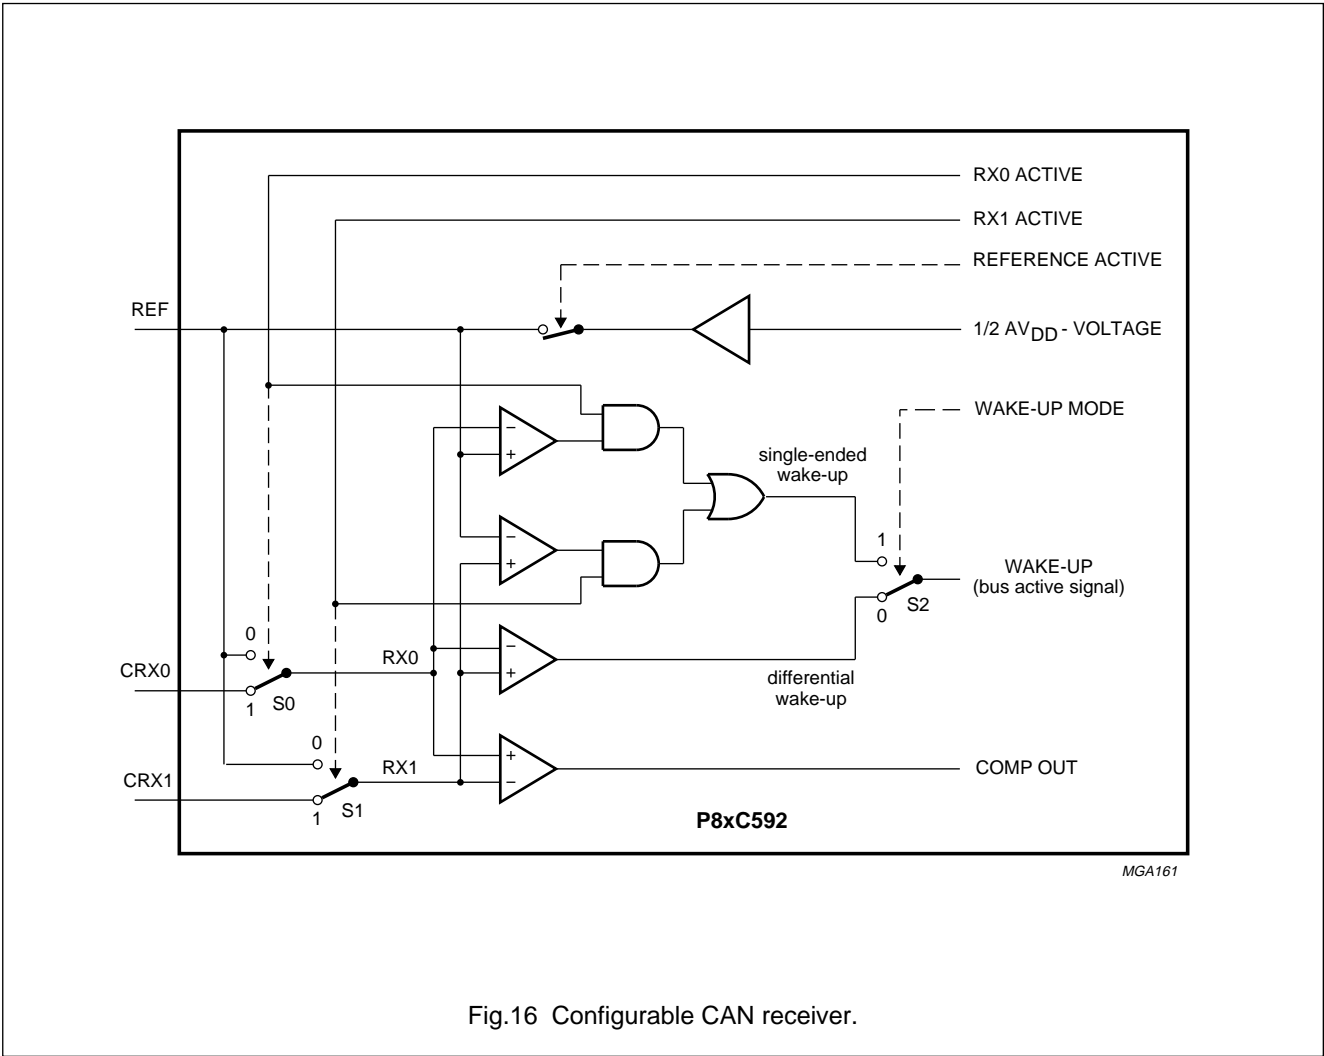 RX0 ACTIVE
RX1 ACTIVE
REFERENCE ACTIVE
REF
1/2 AVDD - VOLTAGE
WAKE-UP MODE
−
+
single-ended
wake-up
−
+
1
WAKE-UP
(bus active signal)
S2
0
0
CRX0
RX0
−
+
differential
wake-up
1
S0
0
CRX1
RX1
+
−
COMP OUT
1
S1
P8xC592
MGA161
Fig.16 Configurable CAN receiver.